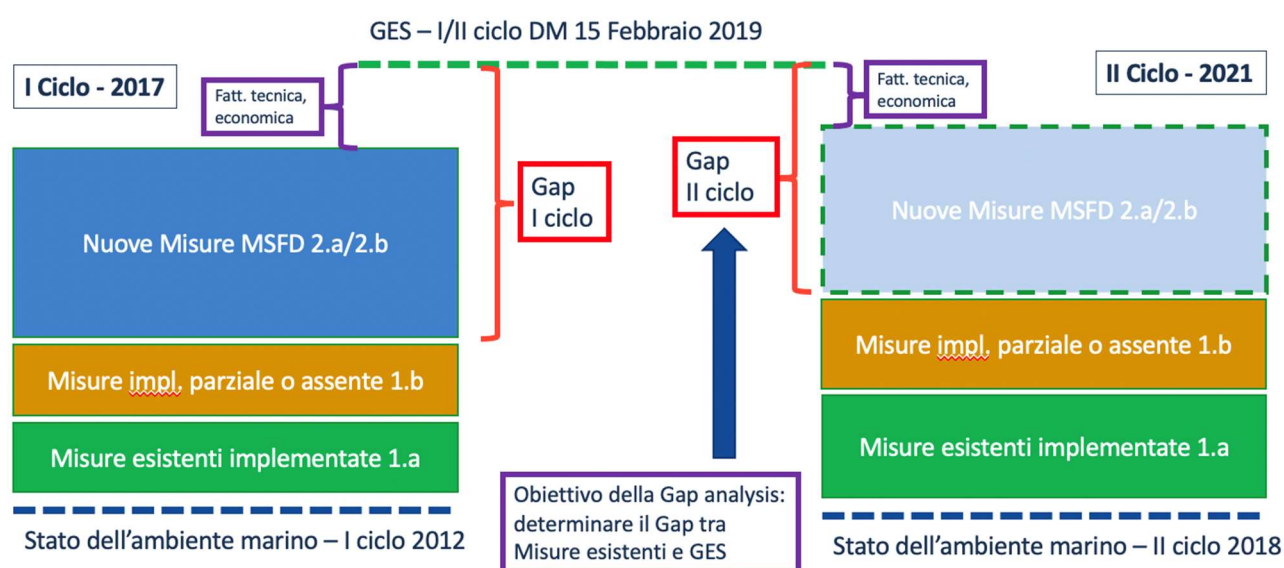 GES – I/II ciclo DM 15 Febbraio 2019
I Ciclo - 2017
Fatt. tecnica,
economica
Nuove Misure MSFD 2.a/2.b
Misure impl. parziale o assente 1.b
Misure esistenti implementate 1.a
Stato dell’ambiente marino – I ciclo 2012
Gap
I ciclo
Gap
II ciclo
Obiettivo della Gap analysis:
determinare il Gap tra
Misure esistenti e GES
Fatt. tecnica,
economica
II Ciclo - 2021
Nuove Misure MSFD 2.a/2.b
Misure impl. parziale o assente 1.b
Misure esistenti implementate 1.a
Stato dell’ambiente marino – II ciclo 2018